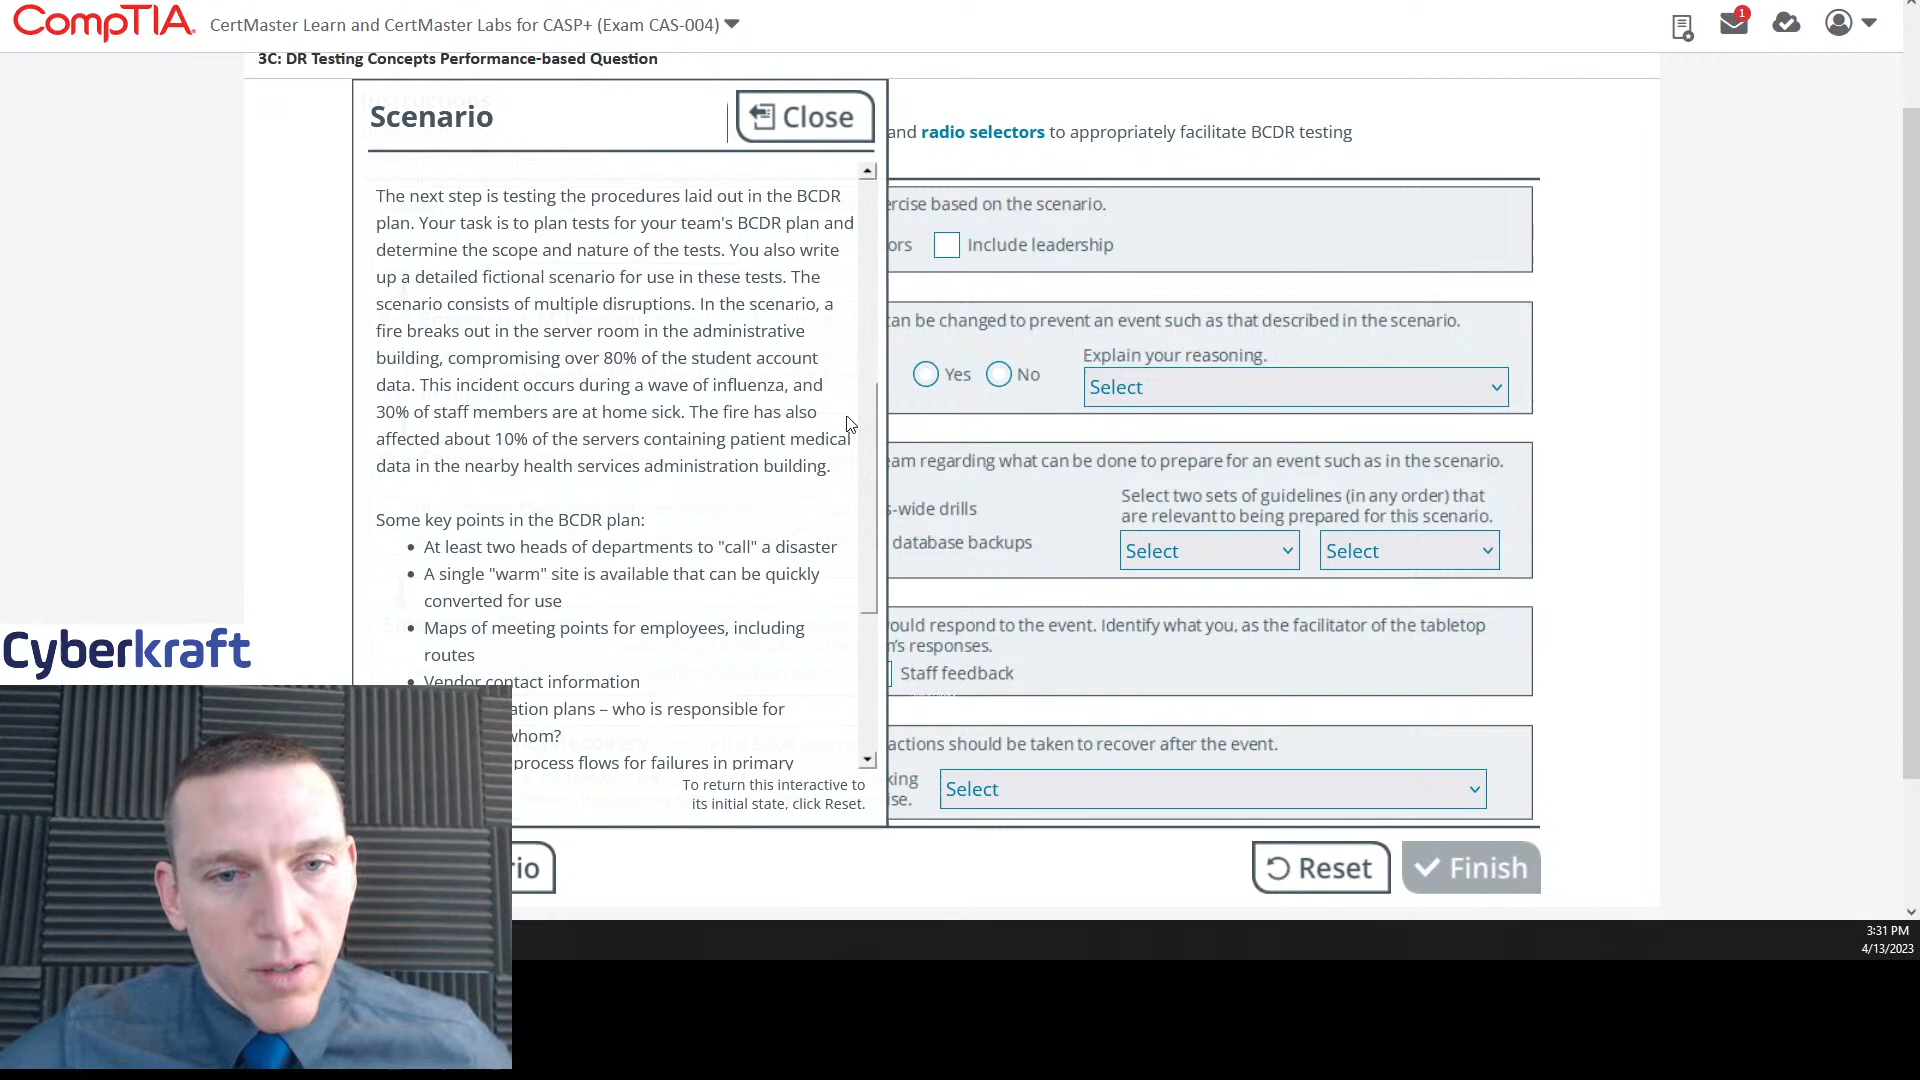 CompTIA.
CertMaster Learn and CertMaster Labs for CASP+ (Exam CAS-004)
1
3C: DR Testing Concepts Performance-based Question
Scenario
Close
and radio selectors to appropriately facilitate BCDR testing
The next step is testing the procedures laid out in the BCDR
plan. Your task is to plan tests for your team's BCDR plan and
determine the scope and nature of the tests. You also write
up a detailed fictional scenario for use in these tests. The
scenario consists of multiple disruptions. In the scenario, a
fire breaks out in the server room in the administrative
building, compromising over 80% of the student account
data. This incident occurs during a wave of influenza, and
30% of staff members are at home sick. The fire has also
affected about 10% of the servers containing patient medical
data in the nearby health services administration building.
Some key points in the BCDR plan:
At least two heads of departments to "call" a disaster
A single "warm" site is available that can be quickly
converted for use
Maps of meeting points for employees, including
routes
Vendor contact information
ation plans – who is responsible for
whom?
process flows for failures in primary
To return this interactive to
its initial state, click Reset.
ercise based on the scenario.
ors
Include leadership
can be changed to prevent an event such as that described in the scenario.
Yes
No
Explain your reasoning.
Select
eam regarding what can be done to prepare for an event such as in the scenario.
s-wide drills
database backups
Select two sets of guidelines (in any order) that
are relevant to being prepared for this scenario.
Select
Select
ould respond to the event. Identify what you, as the facilitator of the tabletop
n's responses.
Staff feedback
actions should be taken to recover after the event.
king
ise.
Select
io
Reset
Finish
Cyberkraft
3:31 PM
4/13/2023